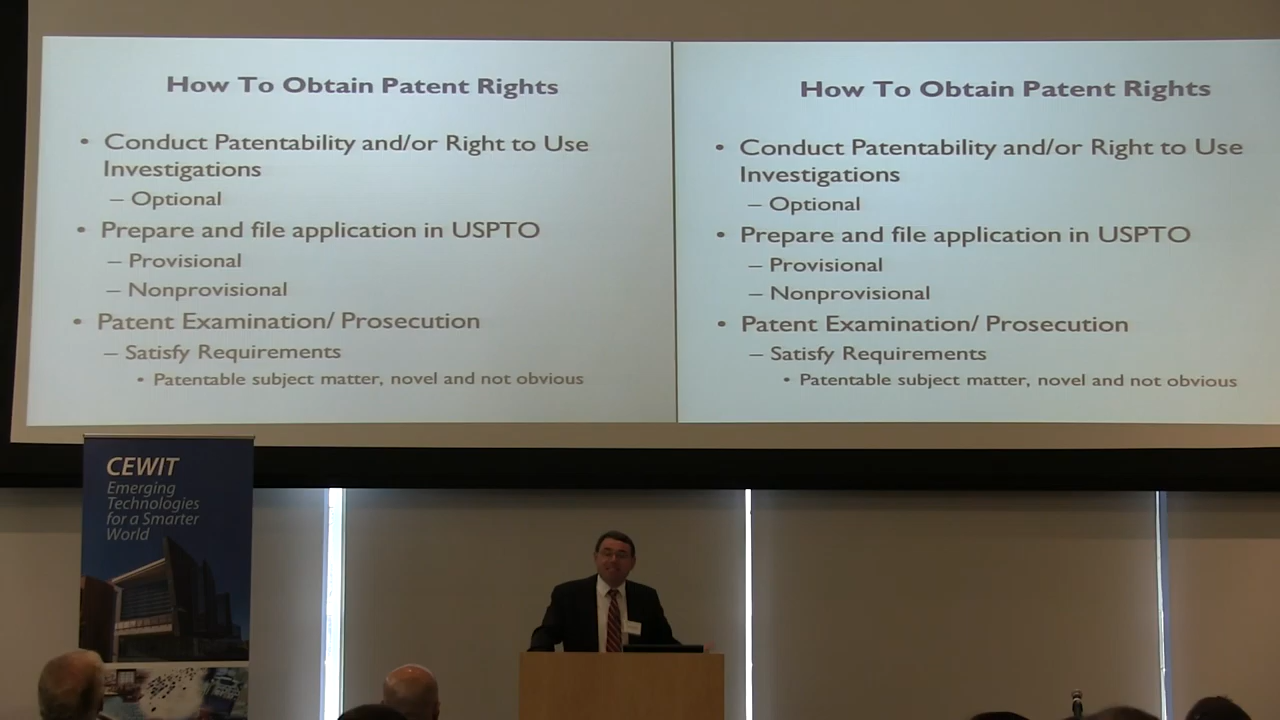 How To Obtain Patent Rights
• Conduct Patentability and/or Right to Use
Investigations
– Optional
• Prepare and file application in USPTO
– Provisional
– Nonprovisional
• Patent Examination/ Prosecution
– Satisfy Requirements
• Patentable subject matter, novel and not obvious
How To Obtain Patent Rights
• Conduct Patentability and/or Right to Use
Investigations
– Optional
• Prepare and file application in USPTO
– Provisional
– Nonprovisional
• Patent Examination/ Prosecution
– Satisfy Requirements
• Patentable subject matter, novel and not obvious
CEWIT
Emerging
Technologies
for a Smarter
World